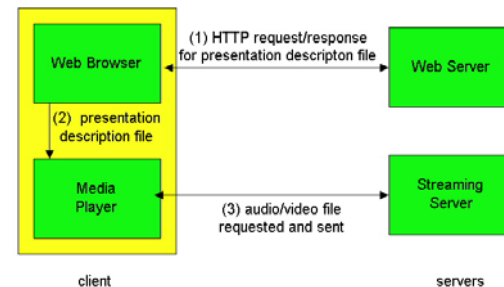 (1) HTTP request/response
for presentation descripton file
Web Browser
Web Server
(2) presentation
description file
Media
Player
Streaming
Server
(3) audio/video file
requested and sent
client
servers